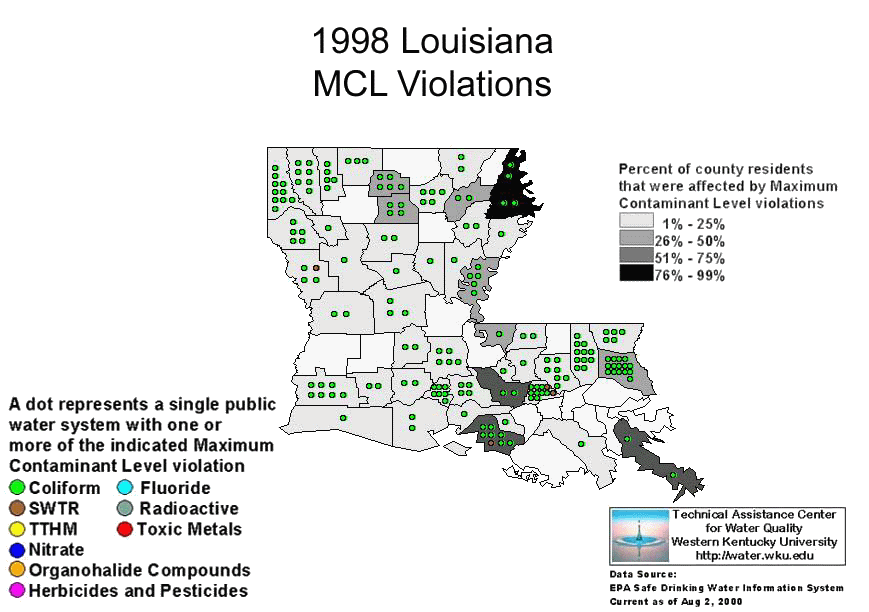 1998 Louisiana
MCL Violations
Percent of county residents
that were affected by Maximum
Contaminant Level violations
1% - 25%
26% - 50%
51% - 75%
76% - 99%
A dot represents a single public
water system with one or
more of the indicated Maximum
Contaminant Level violation
Coliform
Fluoride
SWTR
Radioactive
TTHM
Toxic Metals
Nitrate
Organohalide Compounds
Herbicides and Pesticides
Technical Assistance Center
for Water Quality
Western Kentucky University
http://water.wku.edu
Data Source:
EPA Safe Drinking Water Information System
Current as of Aug 2, 2000